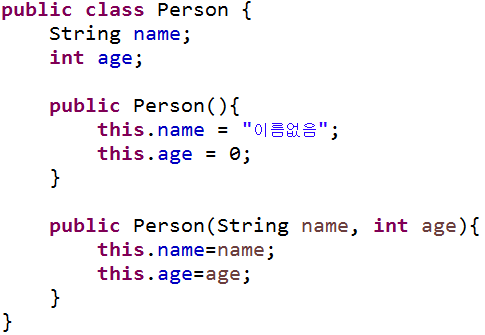 public class Person {
    String name;
    int age;

    public Person(){
        this.name = "이름없음";
        this.age = 0;
    }

    public Person(String name, int age){
        this.name=name;
        this.age=age;
    }
}